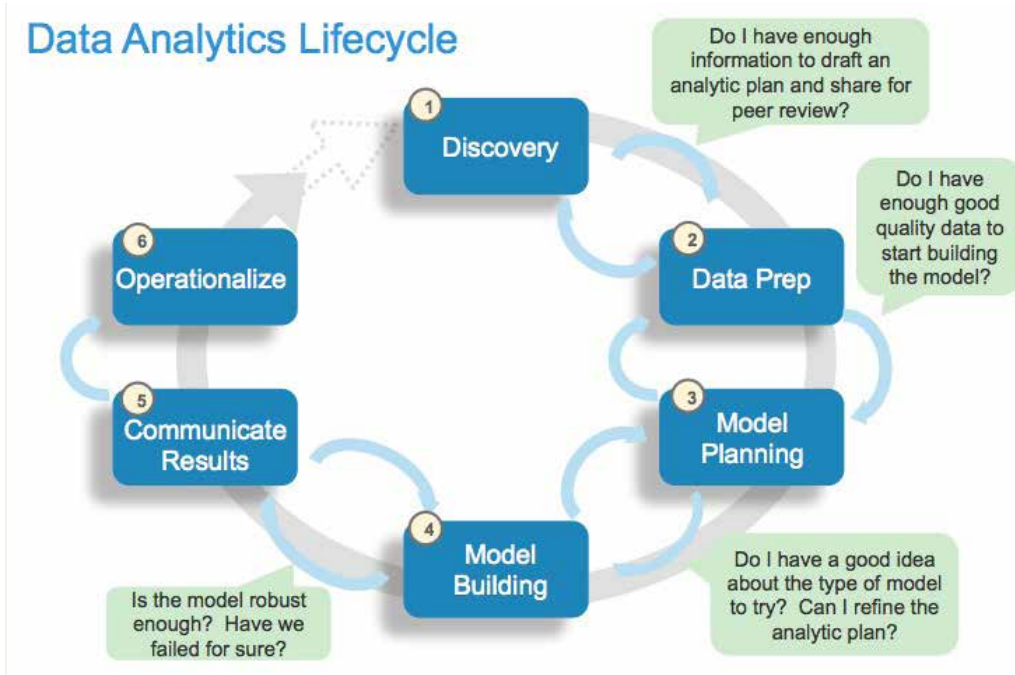 Data Analytics Lifecycle
Do I have enough
information to draft an
analytic plan and share for
peer review?
1
Discovery
Do I have
enough good
quality data to
start building
the model?
2
Data Prep
6
Operationalize
3
Model
Planning
5
Communicate
Results
4
Model
Building
Do I have a good idea
about the type of model
to try? Can I refine the
analytic plan?
Is the model robust
enough? Have we
failed for sure?